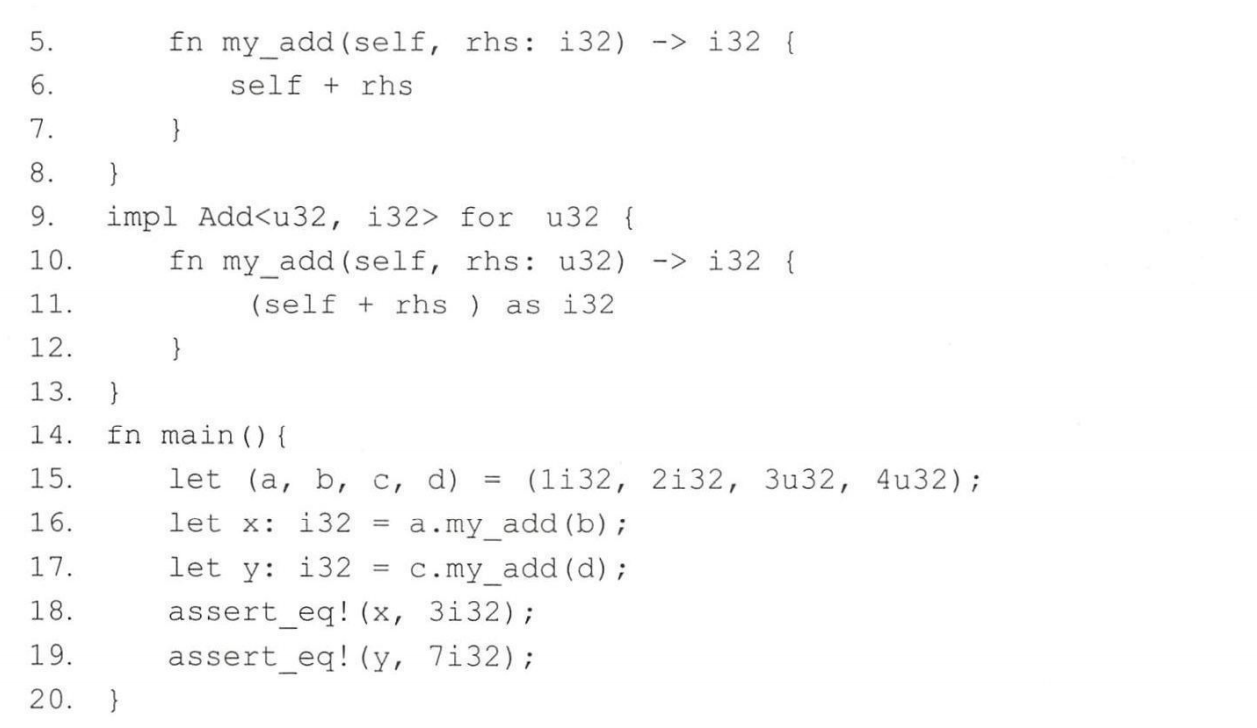 5.      fn my_add(self, rhs: i32) -> i32 {
6.         self + rhs
7.      }
8.  }
9.  impl Add<u32, i32> for u32 {
10.     fn my_add(self, rhs: u32) -> i32 {
11.         (self + rhs ) as i32
12.     }
13. }
14. fn main(){
15.     let (a, b, c, d) = (1i32, 2i32, 3u32, 4u32);
16.     let x: i32 = a.my_add(b);
17.     let y: i32 = c.my_add(d);
18.     assert_eq!(x, 3i32);
19.     assert_eq!(y, 7i32);
20. }